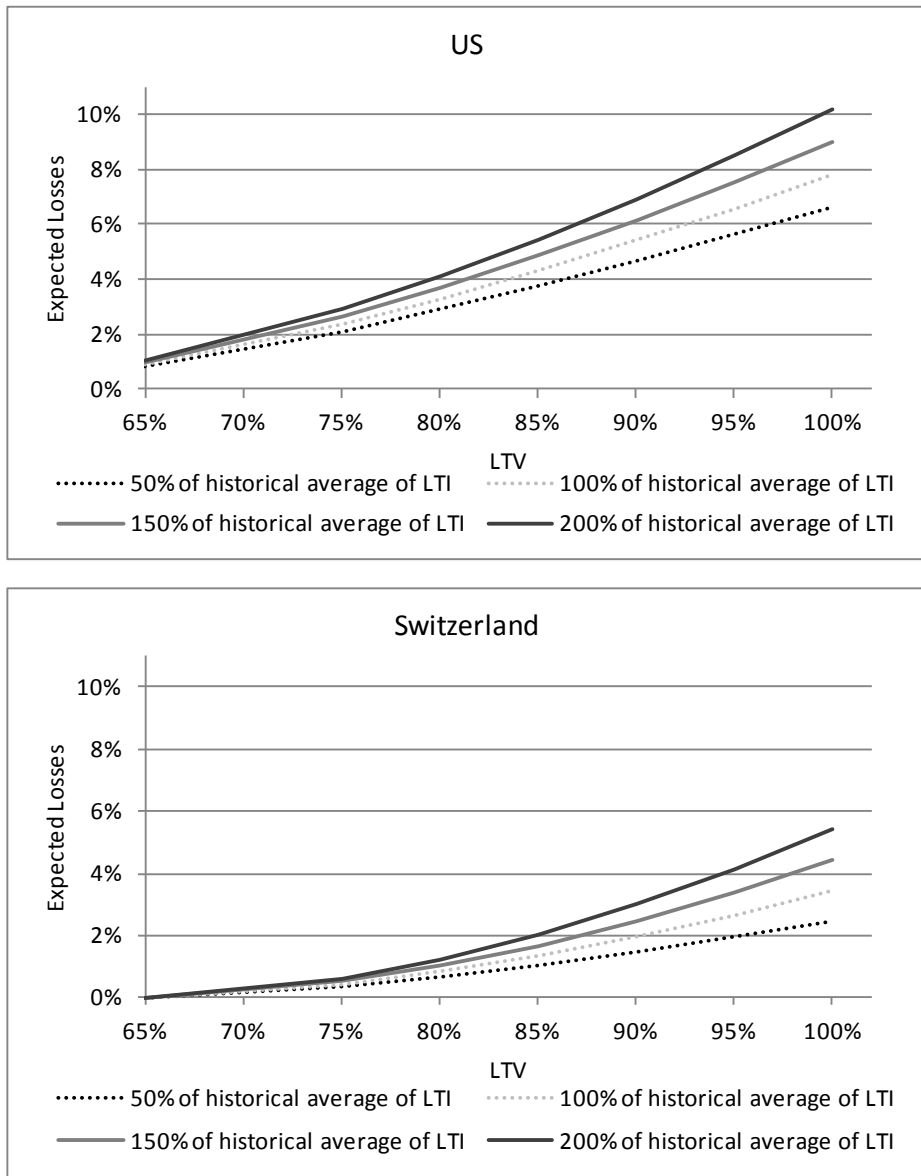 US
Expected Losses
10%
8%
6%
4%
2%
0%
65% 70% 75% 80% 85% 90% 95% 100%
LTV
50% of historical average of LTI 100% of historical average of LTI
150% of historical average of LTI 200% of historical average of LTI
Switzerland
Expected Losses
10%
8%
6%
4%
2%
0%
65% 70% 75% 80% 85% 90% 95% 100%
LTV
50% of historical average of LTI 100% of historical average of LTI
150% of historical average of LTI 200% of historical average of LTI